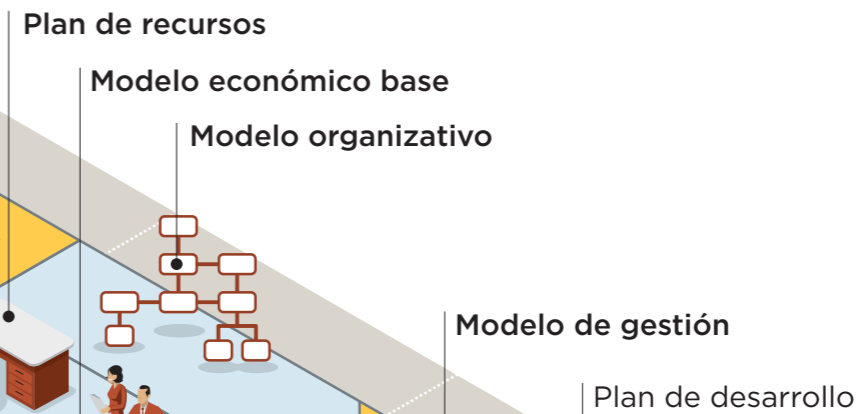 Plan de recursos
Modelo económico base
Modelo organizativo
Modelo de gestión
Plan de desarrollo